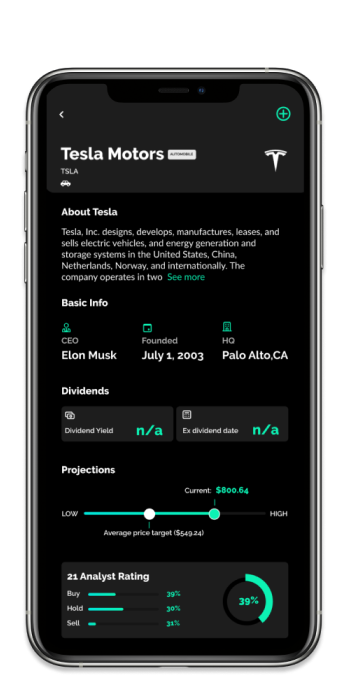 Tesla Motors AUTOMOBILE
TSLA
About Tesla
Tesla, Inc. designs, develops, manufactures, leases, and
sells electric vehicles, and energy generation and
storage systems in the United States, China,
Netherlands, Norway, and internationally. The
company operates in two See more
Basic Info
CEO Founded HQ
Elon Musk July 1, 2003 Palo Alto,CA
Dividends
Dividend Yield n/a Ex dividend date n/a
Projections
Current: $800.64
LOW HIGH
Average price target ($549.24)
21 Analyst Rating
Buy 39%
Hold 30%
Sell 31%
39%